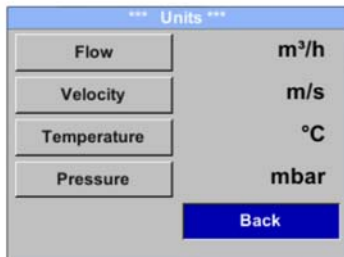 *** Units ***
Flow m³/h
Velocity m/s
Temperature °C
Pressure mbar
Back